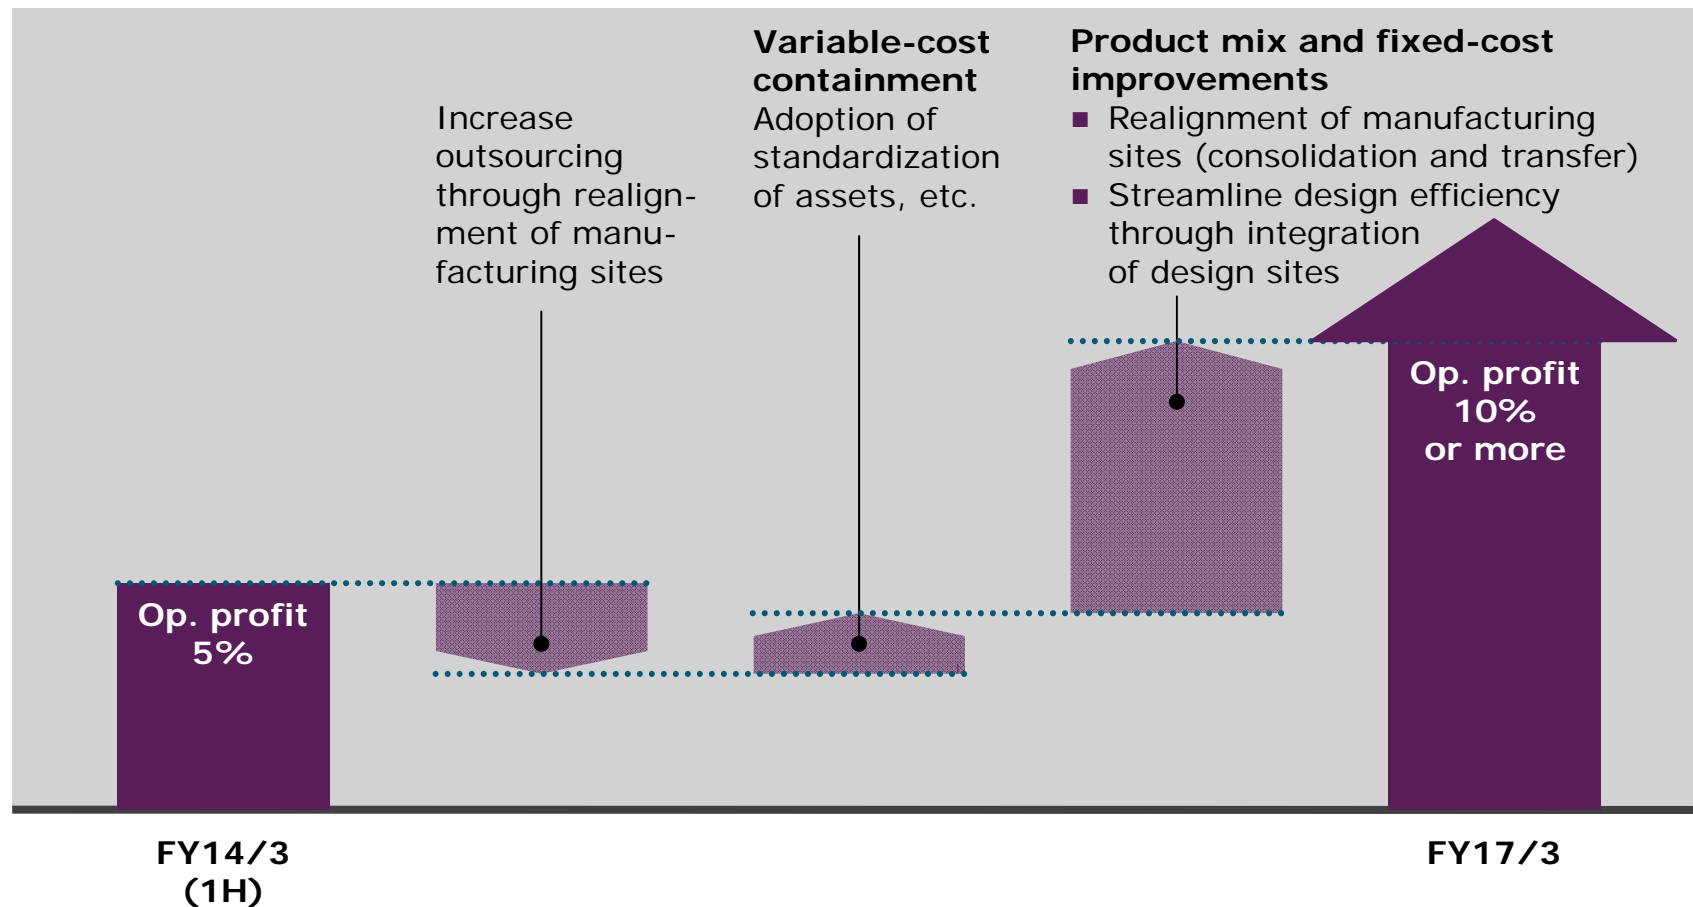 Increase
outsourcing
through realign-
ment of manu-
facturing sites
Variable-cost
containment
Adoption of
standardization
of assets, etc.
Product mix and fixed-cost
improvements
■ Realignment of manufacturing
sites (consolidation and transfer)
■ Streamline design efficiency
through integration
of design sites
Op. profit
5%
Op. profit
10%
or more
FY14/3
(1H)
FY17/3